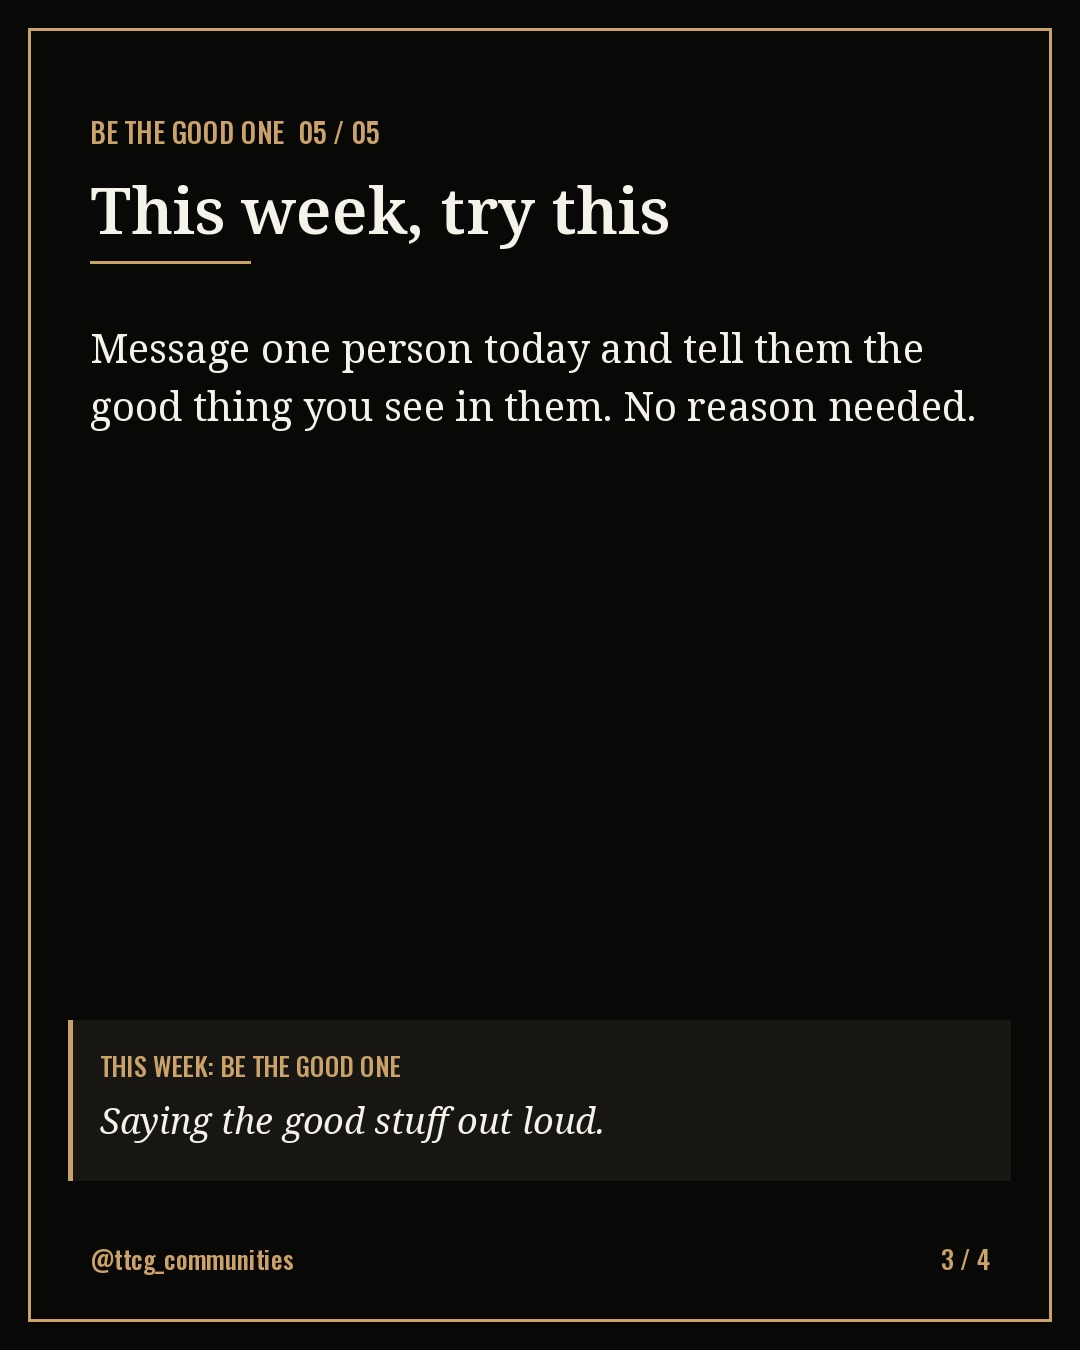 BE THE GOOD ONE 05 / 05
This week, try this
Message one person today and tell them the
good thing you see in them. No reason needed.
THIS WEEK: BE THE GOOD ONE
Saying the good stuff out loud.
@ttcg_communities
3 / 4